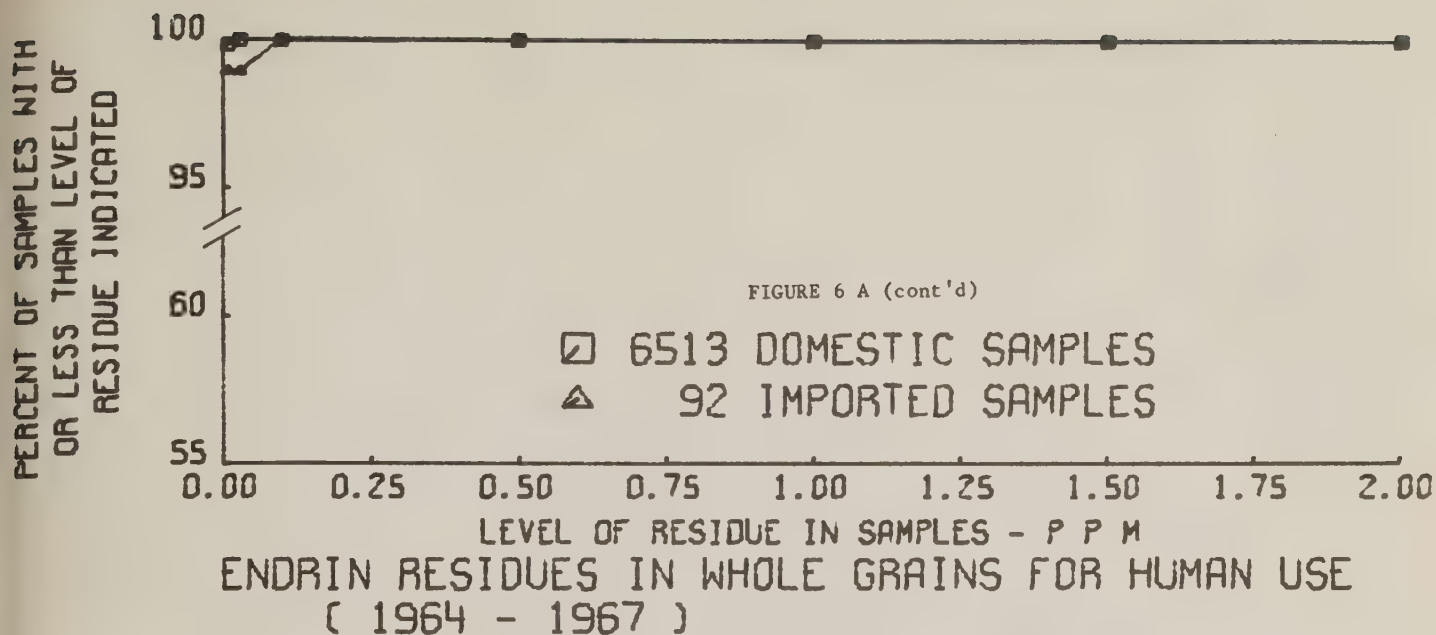 PERCENT OF SAMPLES WITH
OR LESS THAN LEVEL OF
RESIDUE INDICATED
100
95
60
55
FIGURE 6 A (cont'd)
6513 DOMESTIC SAMPLES
92 IMPORTED SAMPLES
0.00 0.25 0.50 0.75 1.00 1.25 1.50 1.75 2.00
LEVEL OF RESIDUE IN SAMPLES - P P M
ENDRIN RESIDUES IN WHOLE GRAINS FOR HUMAN USE
( 1964 - 1967 )